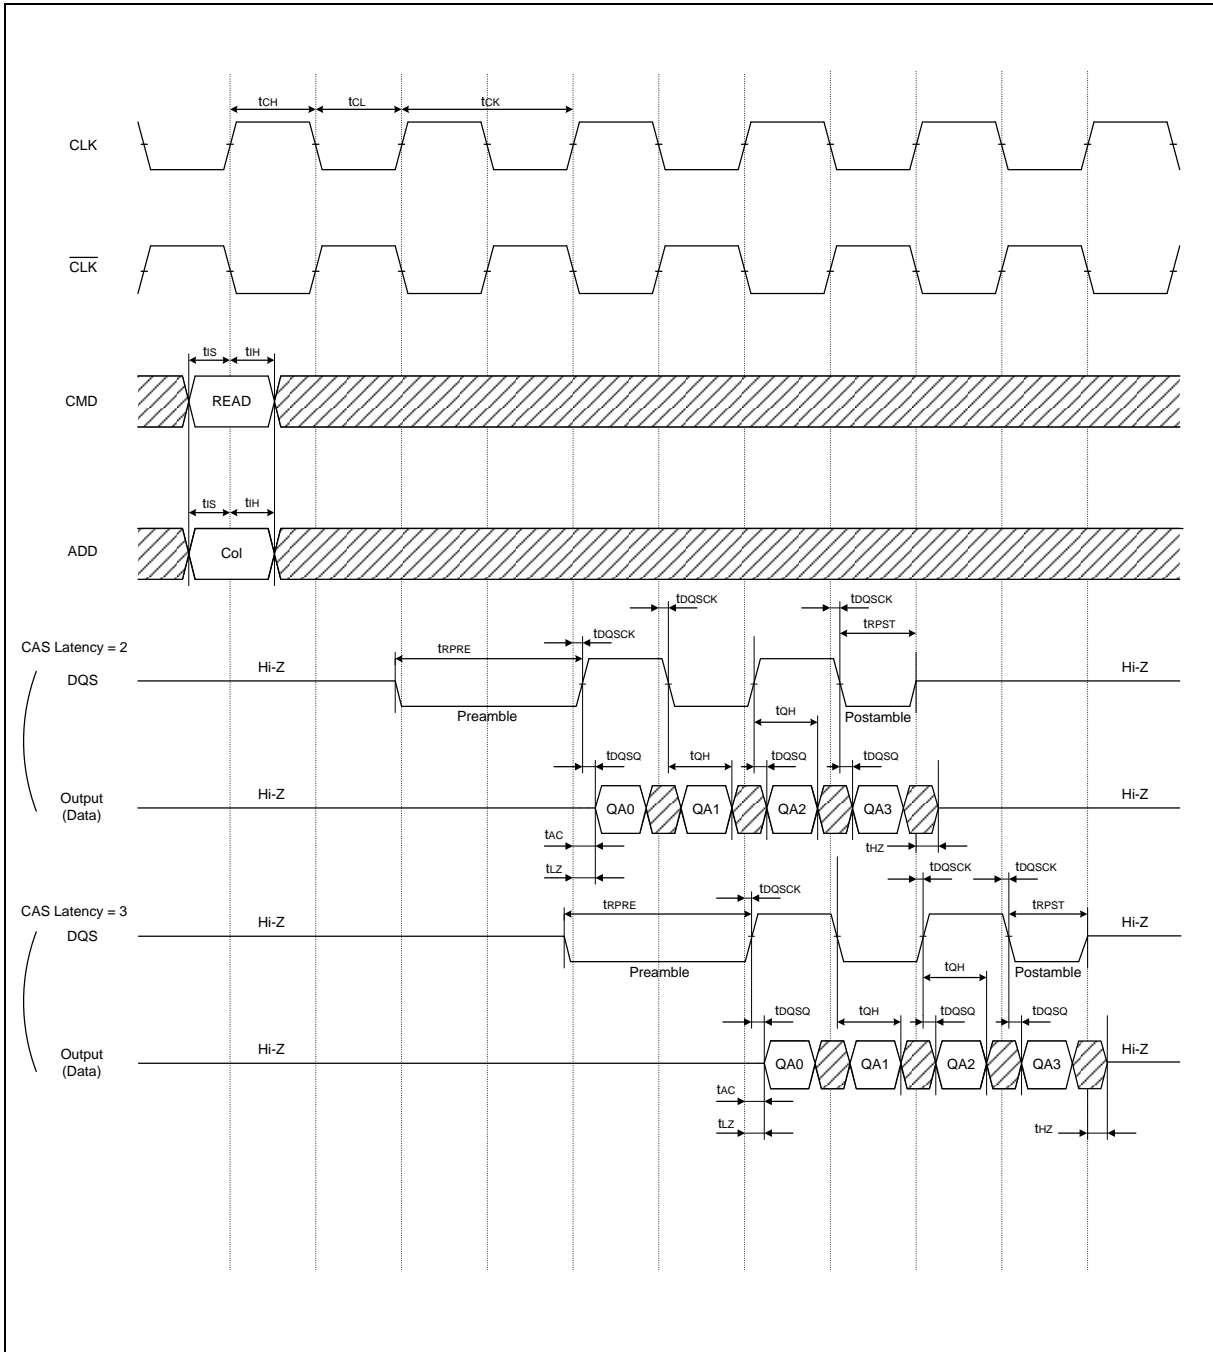 tCH tCL tCK
CLK
CLK
tIS tIH
CMD READ
tIS tIH
ADD Col
tDQSCK tDQSCK
tDQSCK tRPST
CAS Latency = 2 tRPRE
DQS Hi-Z Hi-Z
Preamble tQH Postamble
tDQSQ tQH tDQSQ tDQSQ
Output (Data) Hi-Z QA0 QA1 QA2 QA3 Hi-Z
tAC tHZ
tLZ tDQSCK tDQSCK
tDQSCK
CAS Latency = 3 tRPRE tRPST
DQS Hi-Z Hi-Z
Preamble tQH Postamble
tDQSQ tQH tDQSQ tDQSQ
Output (Data) Hi-Z QA0 QA1 QA2 QA3 Hi-Z
tAC
tLZ tHZ